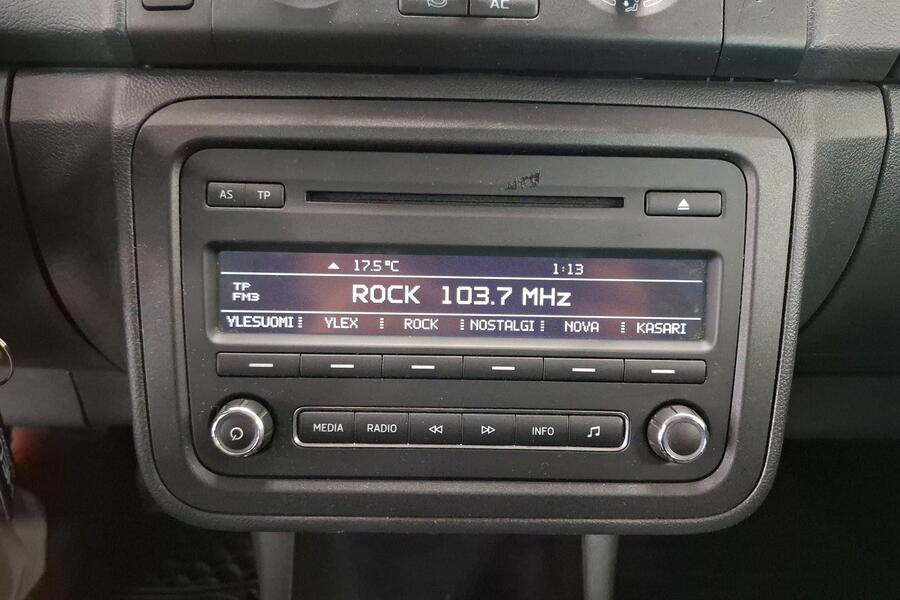 AC
AS TP
17.5°C 1:13
TP
FM3
ROCK 103.7 MHz
YLESUOMI YLEX ROCK NOSTALGI NOVA KASARI
MEDIA RADIO INFO